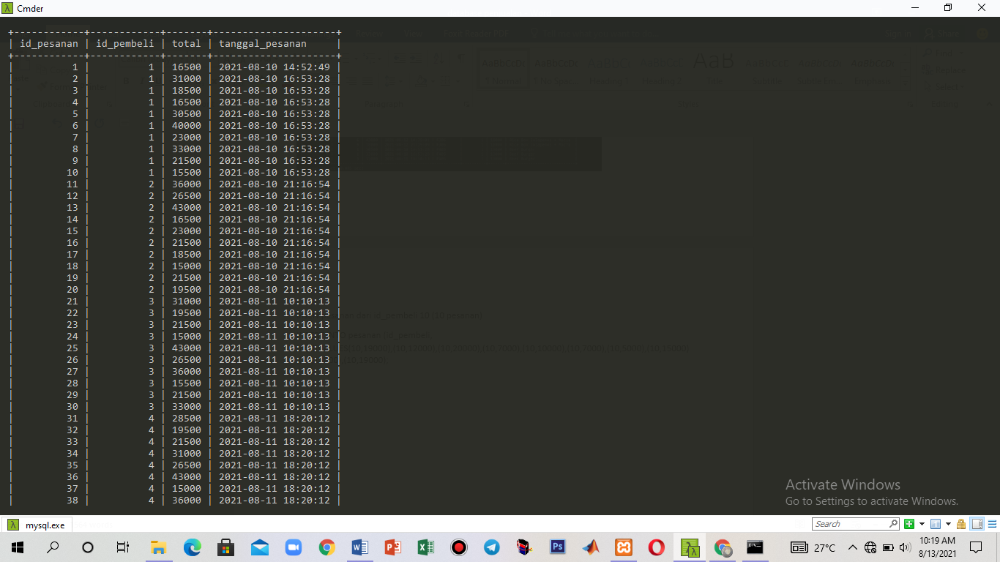 Cmder
+------------+------------+-------+---------------------+
| id_pesanan | id_pembeli | total | tanggal_pesanan     |
+------------+------------+-------+---------------------+
|          1 |          1 | 16500 | 2021-08-10 14:52:49 |
|          2 |          1 | 31000 | 2021-08-10 16:53:28 |
|          3 |          1 | 18500 | 2021-08-10 16:53:28 |
|          4 |          1 | 16500 | 2021-08-10 16:53:28 |
|          5 |          1 | 30500 | 2021-08-10 16:53:28 |
|          6 |          1 | 40000 | 2021-08-10 16:53:28 |
|          7 |          1 | 23000 | 2021-08-10 16:53:28 |
|          8 |          1 | 33000 | 2021-08-10 16:53:28 |
|          9 |          1 | 21500 | 2021-08-10 16:53:28 |
|         10 |          1 | 15500 | 2021-08-10 16:53:28 |
|         11 |          2 | 36000 | 2021-08-10 21:16:54 |
|         12 |          2 | 26500 | 2021-08-10 21:16:54 |
|         13 |          2 | 43000 | 2021-08-10 21:16:54 |
|         14 |          2 | 16500 | 2021-08-10 21:16:54 |
|         15 |          2 | 23000 | 2021-08-10 21:16:54 |
|         16 |          2 | 21500 | 2021-08-10 21:16:54 |
|         17 |          2 | 18500 | 2021-08-10 21:16:54 |
|         18 |          2 | 15000 | 2021-08-10 21:16:54 |
|         19 |          2 | 21500 | 2021-08-10 21:16:54 |
|         20 |          2 | 19500 | 2021-08-10 21:16:54 |
|         21 |          3 | 31000 | 2021-08-11 10:10:13 |
|         22 |          3 | 19500 | 2021-08-11 10:10:13 |
|         23 |          3 | 21500 | 2021-08-11 10:10:13 |
|         24 |          3 | 15000 | 2021-08-11 10:10:13 |
|         25 |          3 | 43000 | 2021-08-11 10:10:13 |
|         26 |          3 | 26500 | 2021-08-11 10:10:13 |
|         27 |          3 | 36000 | 2021-08-11 10:10:13 |
|         28 |          3 | 15500 | 2021-08-11 10:10:13 |
|         29 |          3 | 21500 | 2021-08-11 10:10:13 |
|         30 |          3 | 33000 | 2021-08-11 10:10:13 |
|         31 |          4 | 28500 | 2021-08-11 18:20:12 |
|         32 |          4 | 19500 | 2021-08-11 18:20:12 |
|         33 |          4 | 21500 | 2021-08-11 18:20:12 |
|         34 |          4 | 31000 | 2021-08-11 18:20:12 |
|         35 |          4 | 26500 | 2021-08-11 18:20:12 |
|         36 |          4 | 43000 | 2021-08-11 18:20:12 |
|         37 |          4 | 15000 | 2021-08-11 18:20:12 |
|         38 |          4 | 36000 | 2021-08-11 18:20:12 |
Activate Windows
Go to Settings to activate Windows.
mysql.exe
Search
27°C
10:19 AM
8/13/2021